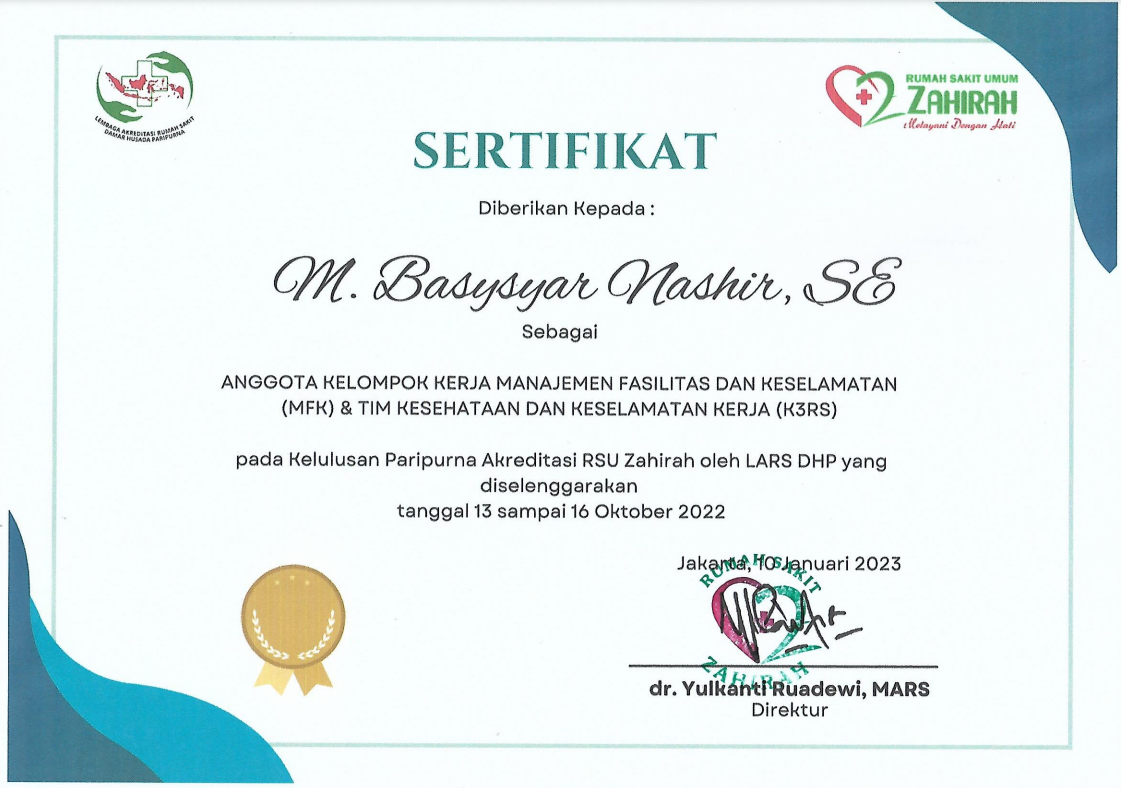 LEMBAGA AKREDITASI RUMAH SAKIT
DAMAR HUSADA PARIPURNA
RUMAH SAKIT UMUM
ZAHIRAH
Melayani Dengan Hati
SERTIFIKAT
Diberikan Kepada :
M. Basysyar Nashir, SE
Sebagai
ANGGOTA KELOMPOK KERJA MANAJEMEN FASILITAS DAN KESELAMATAN
(MFK) & TIM KESEHATAAN DAN KESELAMATAN KERJA (K3RS)
pada Kelulusan Paripurna Akreditasi RSU Zahirah oleh LARS DHP yang
diselenggarakan
tanggal 13 sampai 16 Oktober 2022
Jakarta, 10 Januari 2023
RUMAH SAKIT
ZAHIRAH
dr. Yulkanti Ruadewi, MARS
Direktur